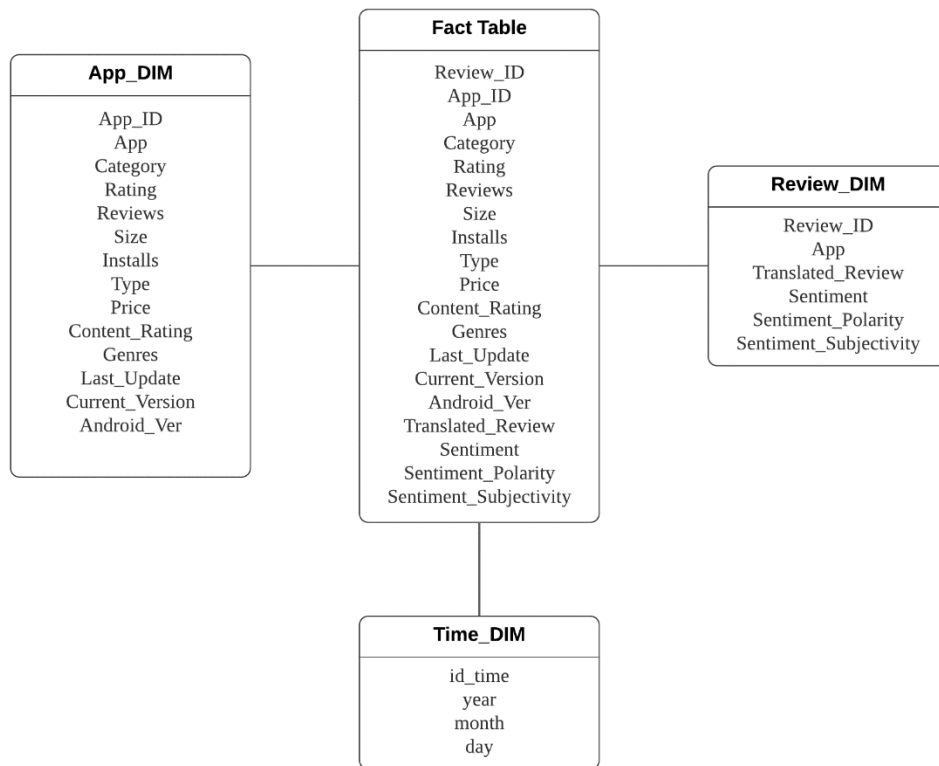 App_DIM
App_ID
App
Category
Rating
Reviews
Size
Installs
Type
Price
Content_Rating
Genres
Last_Update
Current_Version
Android_Ver
Fact Table
Review_ID
App_ID
App
Category
Rating
Reviews
Size
Installs
Type
Price
Content_Rating
Genres
Last_Update
Current_Version
Android_Ver
Translated_Review
Sentiment
Sentiment_Polarity
Sentiment_Subjectivity
Review_DIM
Review_ID
App
Translated_Review
Sentiment
Sentiment_Polarity
Sentiment_Subjectivity
Time_DIM
id_time
year
month
day